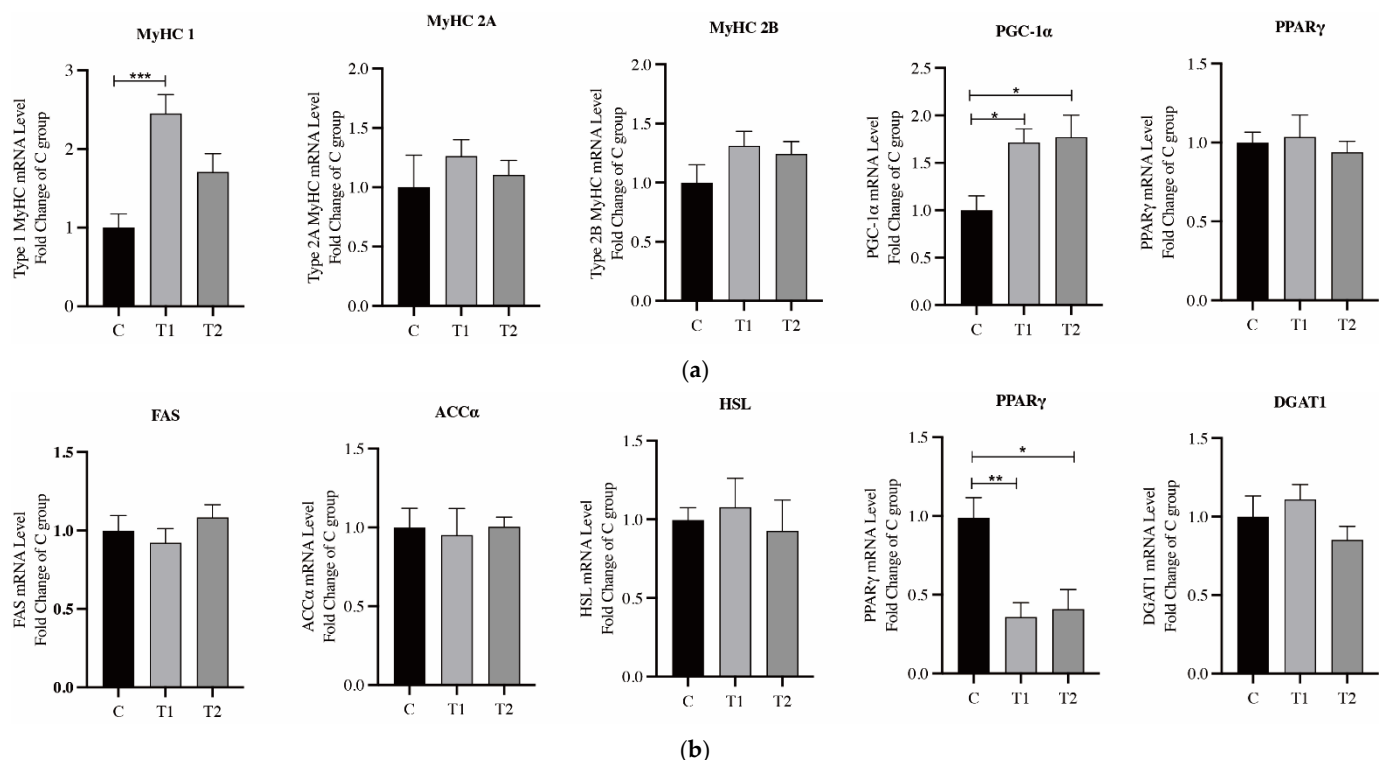 MyHC 1
Type 1 MyHC mRNA Level
Fold Change of C group
3
2
1
0
***
C T1 T2
MyHC 2A
Type 2A MyHC mRNA Level
Fold Change of C group
2.0
1.5
1.0
0.5
0.0
C T1 T2
MyHC 2B
Type 2B MyHC mRNA Level
Fold Change of C group
2.0
1.5
1.0
0.5
0.0
C T1 T2
PGC-1α
PGC-1α mRNA Level
Fold Change of C group
2.5
2.0
1.5
1.0
0.5
0.0
*
*
C T1 T2
PPARγ
PPARγ mRNA Level
Fold Change of C group
1.5
1.0
0.5
0.0
C T1 T2
(a)
FAS
FAS mRNA Level
Fold Change of C group
1.5
1.0
0.5
0.0
C T1 T2
ACCα
ACCα mRNA Level
Fold Change of C group
1.5
1.0
0.5
0.0
C T1 T2
HSL
HSL mRNA Level
Fold Change of C group
1.5
1.0
0.5
0.0
C T1 T2
PPARγ
PPARγ mRNA Level
Fold Change of C group
1.5
1.0
0.5
0.0
*
**
C T1 T2
DGAT1
DGAT1 mRNA Level
Fold Change of C group
1.5
1.0
0.5
0.0
C T1 T2
(b)